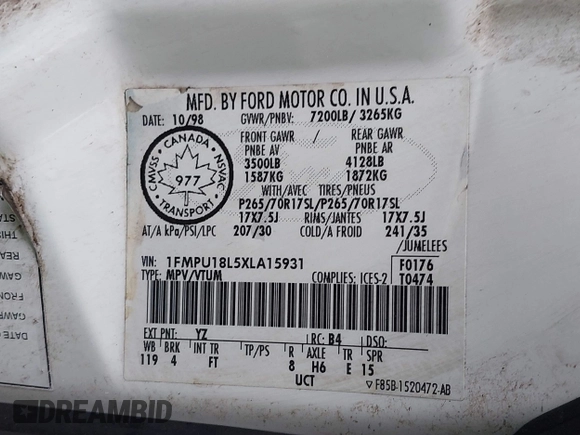 MFD. BY FORD MOTOR CO. IN U.S.A.
DATE: 10/98 GVWR/PNBV: 7200LB/ 3265KG
FRONT GAWR REAR GAWR
PNBE AV PNBE AR
3500LB 4128LB
1587KG 1872KG
CANADA
CMVSS NSVAC
977
TRANSPORT
WITH/AVEC TIRES/PNEUS
P265/70R17SL/P265/70R17SL
17X7.5J RIMS/JANTES 17X7.5J
AT/A kPa/PSI/LPC 207/30 COLD/A FROID 241/35
/JUMELEES
VIN: 1FMPU18L5XLA15931 F0176
TYPE: MPV/VTUM COMPLIES: ICES-2 T0474
EXT PNT: YZ RC: B4 DSO:
WB BRK INT TR TP/PS R AXLE TR SPR
119 4 FT 8 H6 E 15
UCT F85B-1520472-AB
DREAMBID